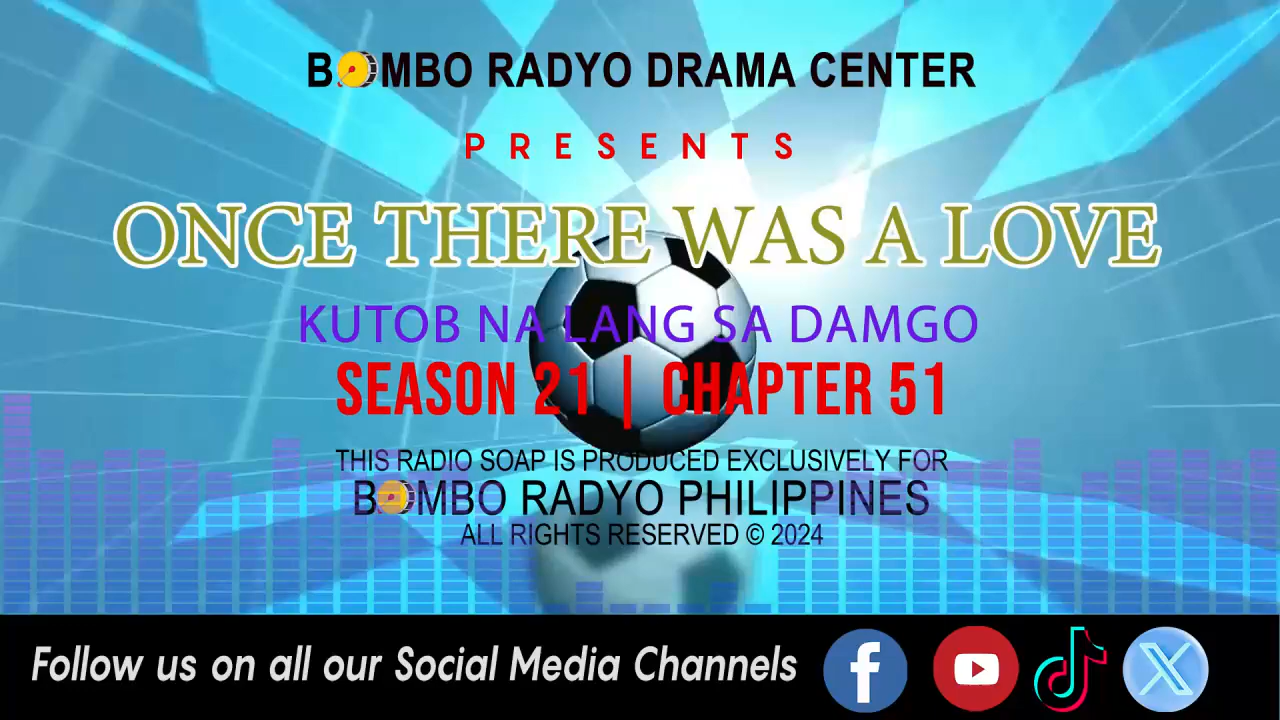 BOMBO RADYO DRAMA CENTER
PRESENTS
ONCE THERE WAS A LOVE
KUTOB NA LANG SA DAMGO
SEASON 21 | CHAPTER 51
THIS RADIO SOAP IS PRODUCED EXCLUSIVELY FOR
BOMBO RADYO PHILIPPINES
ALL RIGHTS RESERVED © 2024
Follow us on all our Social Media Channels